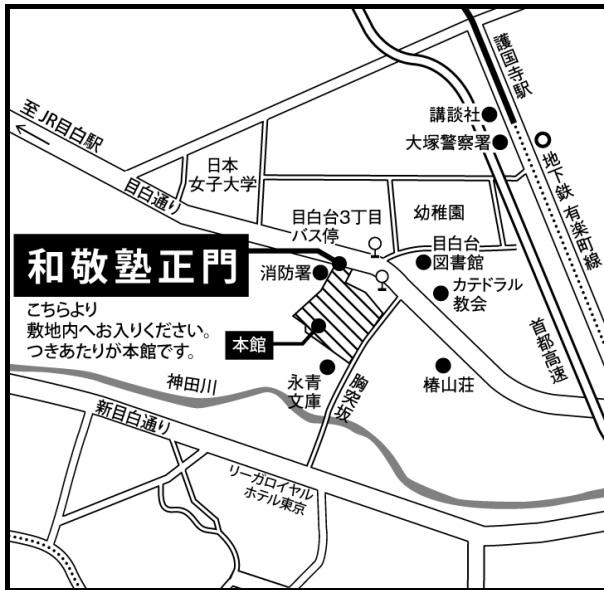 護国寺駅
講談社
大塚警察署
地下鉄 有楽町線
至 JR目白駅
目白通り
日本
女子大学
目白台3丁目
バス停
幼稚園
和敬塾正門
消防署
目白台
図書館
カテドラル
教会
こちらより
敷地内へお入りください。
つきあたりが本館です。
本館
首都高速
神田川
永青
文庫
胸突坂
椿山荘
新目白通り
リーガロイヤル
ホテル東京